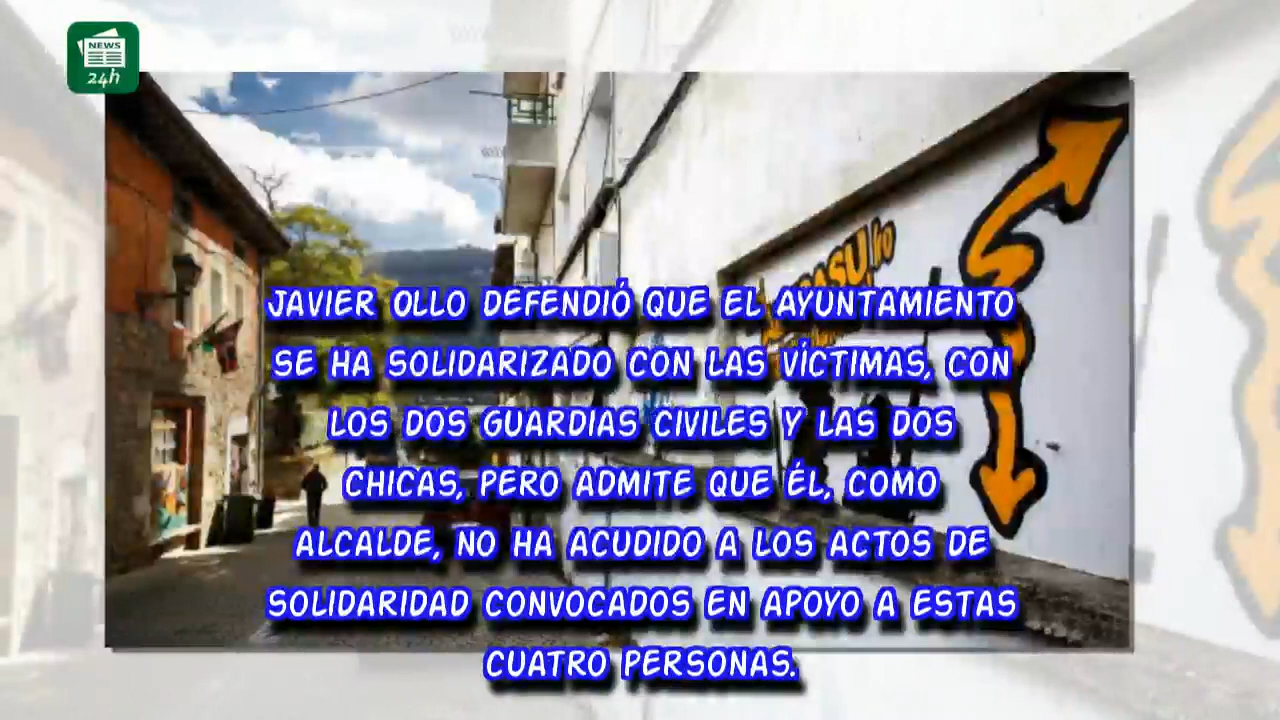 NEWS
24h
JAVIER OLLO DEFENDIÓ QUE EL AYUNTAMIENTO
SE HA SOLIDARIZADO CON LAS VÍCTIMAS, CON
LOS DOS GUARDIAS CIVILES Y LAS DOS
CHICAS, PERO ADMITE QUE ÉL, COMO
ALCALDE, NO HA ACUDIDO A LOS ACTOS DE
SOLIDARIDAD CONVOCADOS EN APOYO A ESTAS
CUATRO PERSONAS.